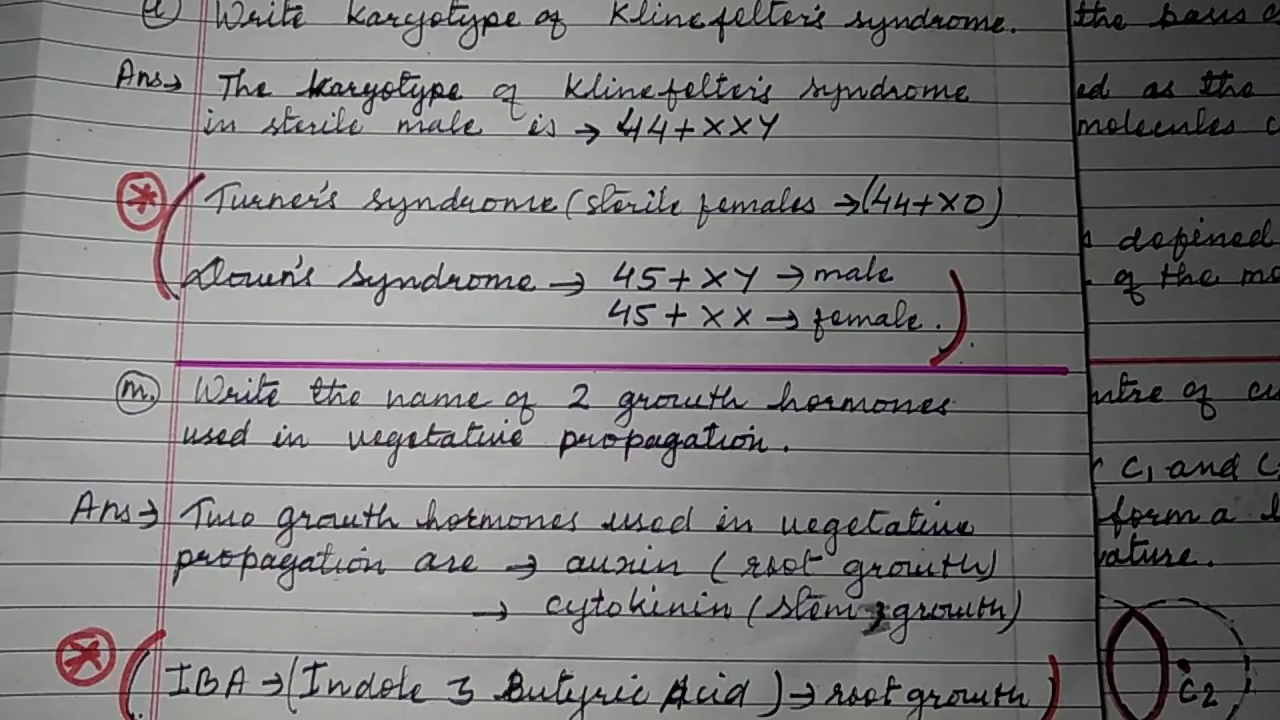 Write Karyotype of Klinefelter's syndrome.
Ans→ The Karyotype of Klinefelter's syndrome
in sterile male is → 44+XXY
* (Turner's syndrome (sterile females →(44+XO)
Down's syndrome → 45+XY → male
45+XX → female.)
(m.) Write the name of 2 growth hormones
used in vegetative propagation.
Ans→ Two growth hormones used in vegetative
propagation are → auxin (root growth)
→ cytokinin (stem growth)
* (IBA→(Indole 3 Butyric Acid)→root growth)
ed as the
molecules
defined
of the
of
C1 and
form a
C2